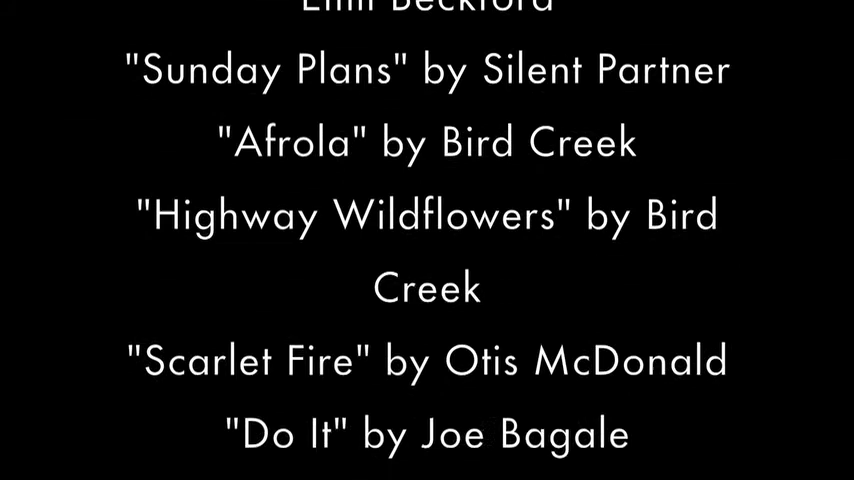 Beckford
"Sunday Plans" by Silent Partner
"Afrola" by Bird Creek
"Highway Wildflowers" by Bird
Creek
"Scarlet Fire" by Otis McDonald
"Do It" by Joe Bagale